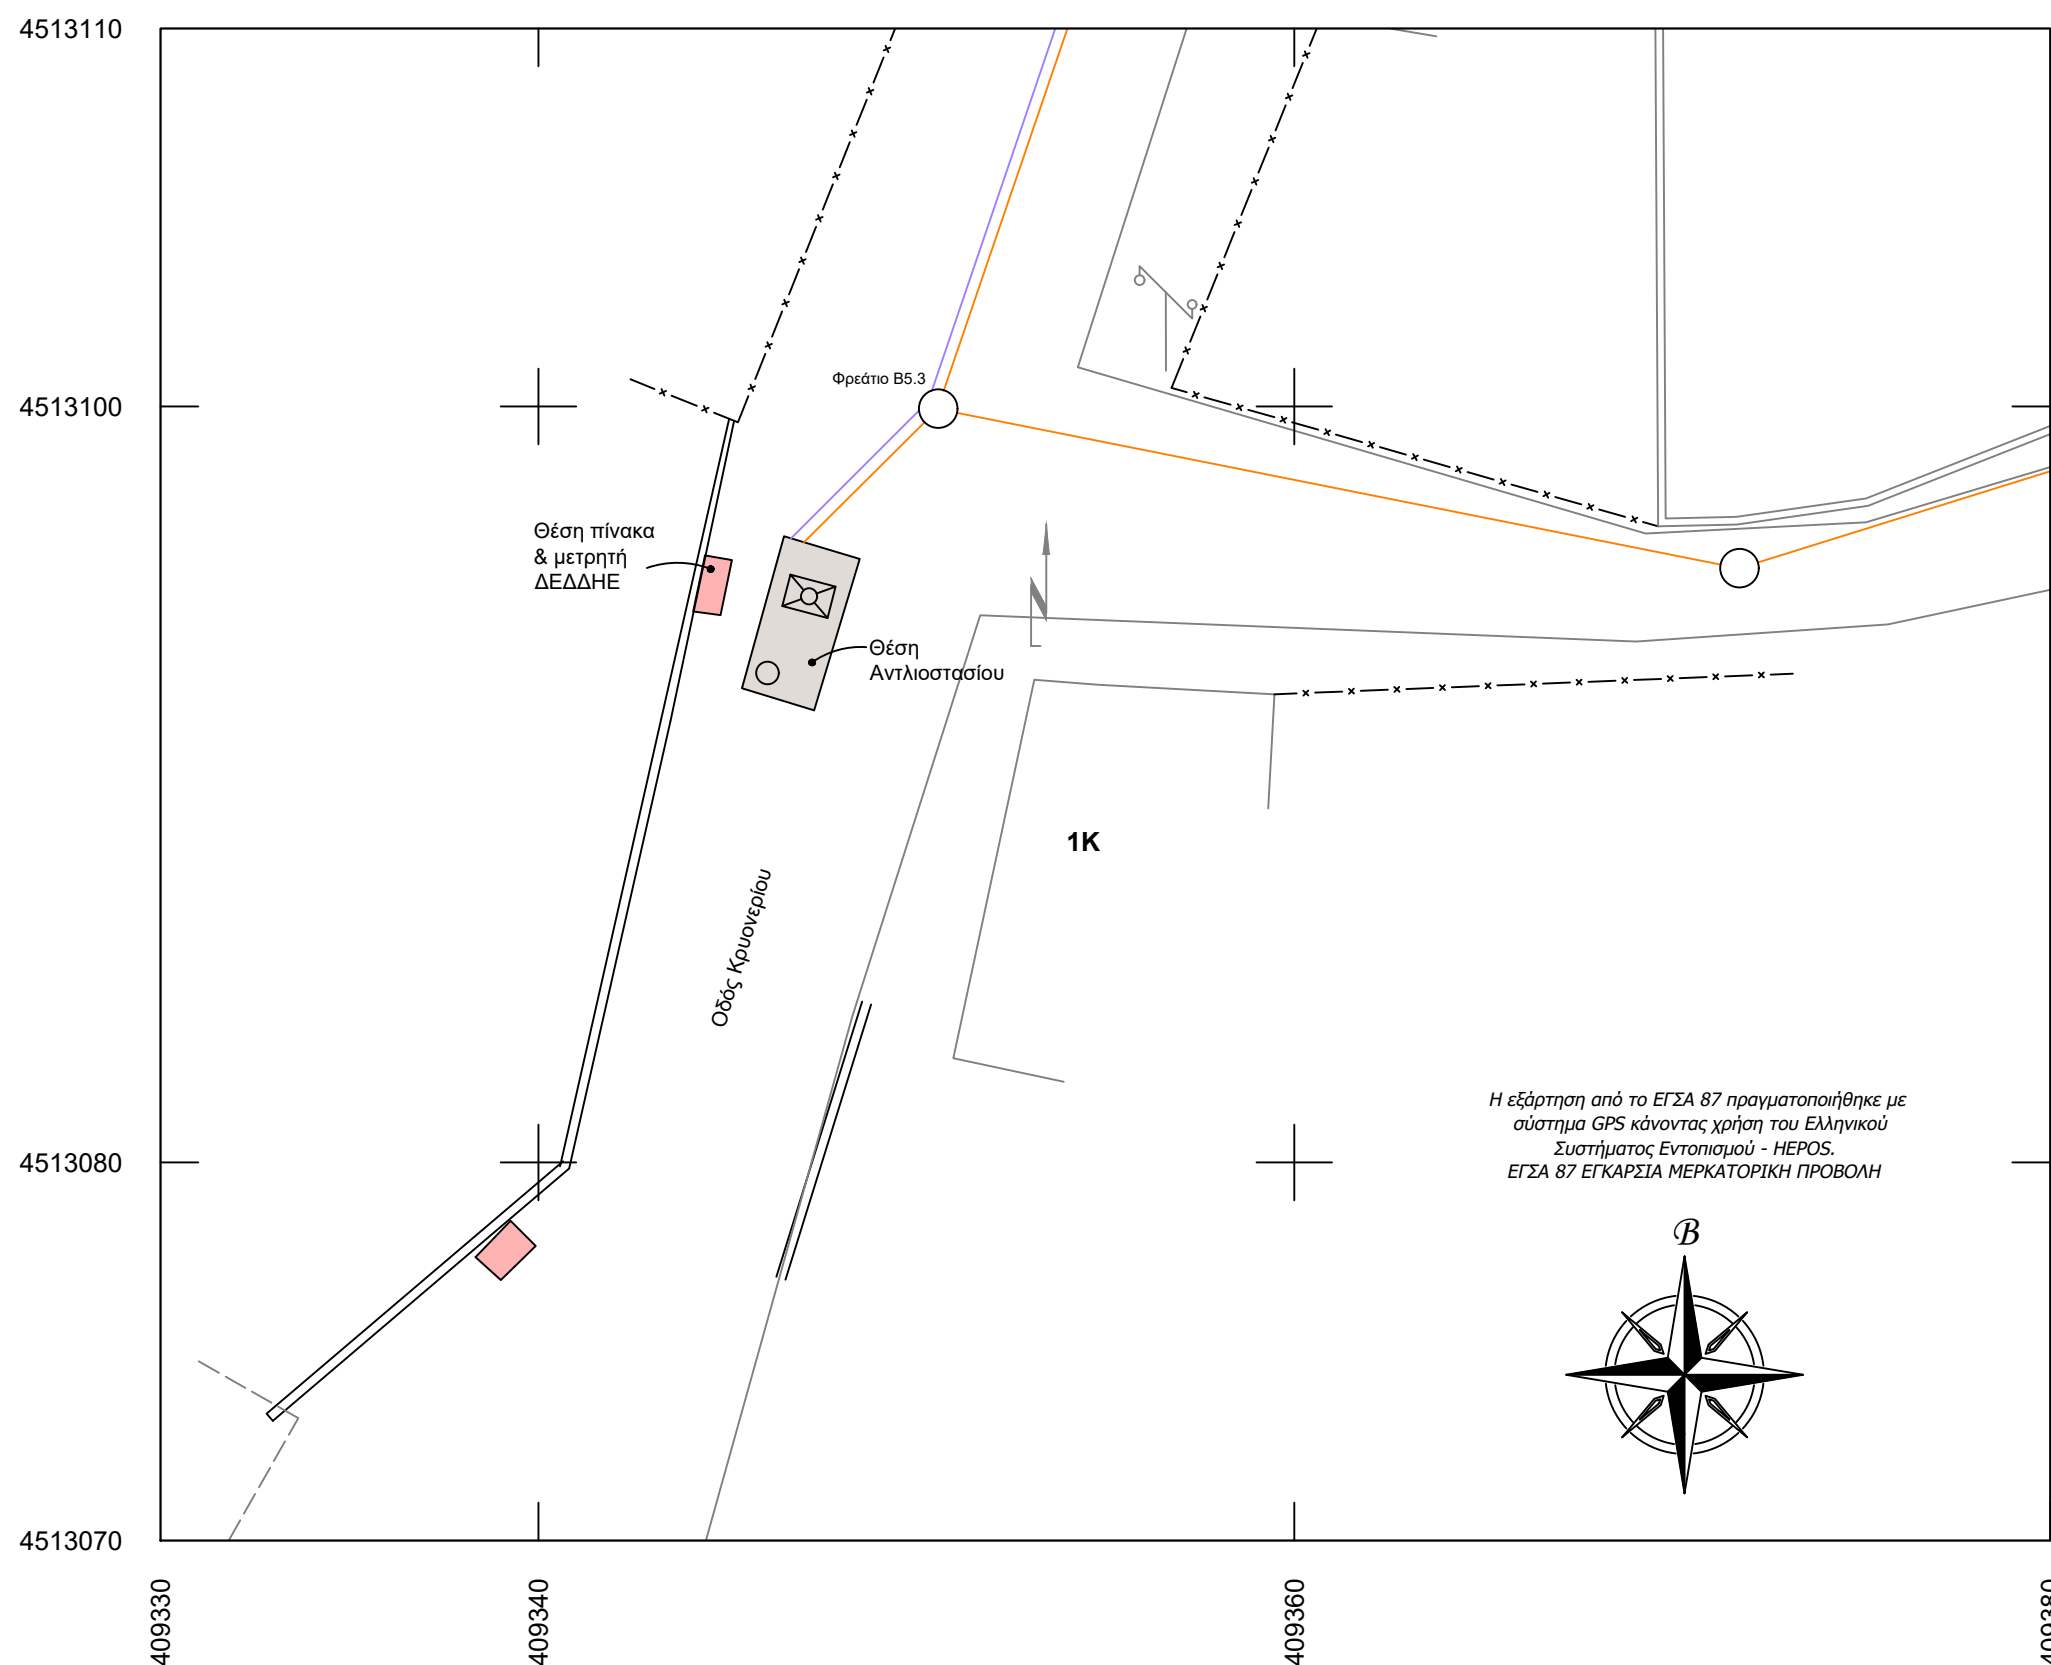 4513110
Φρεάτιο Β5.3
4513100
Θέση πίνακα
& μετρητή
ΔΕΔΔΗΕ
N
Θέση
Αντλιοστασίου
1Κ
Οδός Κρυονερίου
Η εξάρτηση από το ΕΓΣΑ 87 πραγματοποιήθηκε με
σύστημα GPS κάνοντας χρήση του Ελληνικού
Συστήματος Εντοπισμού - HEPOS.
ΕΓΣΑ 87 ΕΓΚΑΡΣΙΑ ΜΕΡΚΑΤΟΡΙΚΗ ΠΡΟΒΟΛΗ
4513080
Β
4513070
409330
409340
409360
409380